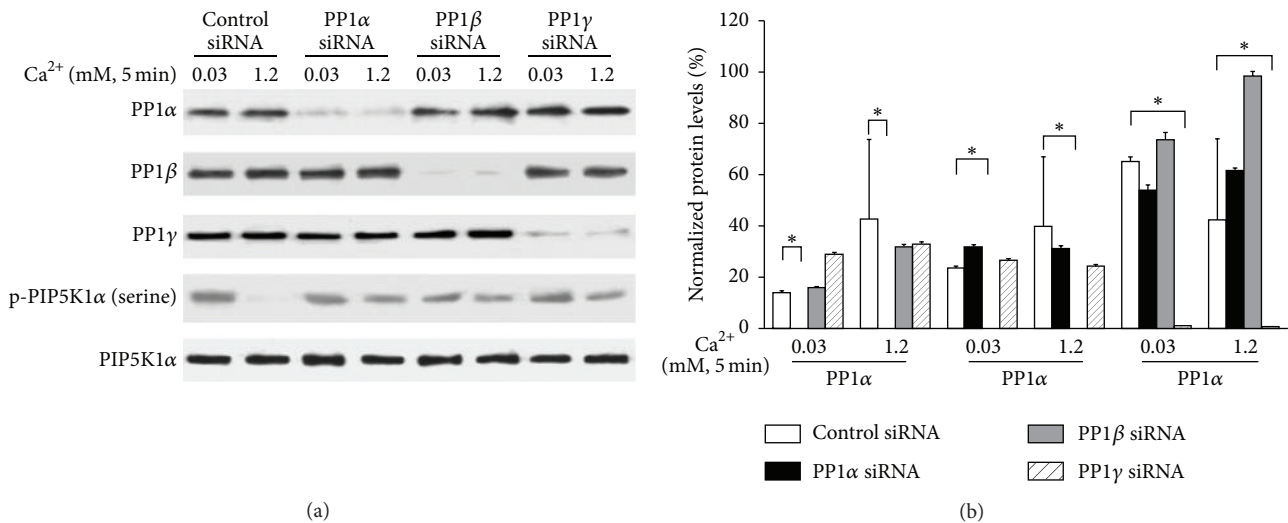 Control siRNA PP1α siRNA PP1β siRNA PP1γ siRNA
Ca2+ (mM, 5 min) 0.03 1.2 0.03 1.2 0.03 1.2 0.03 1.2
PP1α
PP1β
PP1γ
p-PIP5K1α (serine)
PIP5K1α
(a)
Normalized protein levels (%)
120
100
80
60
40
20
0
* * * * * *
Ca2+ (mM, 5 min) 0.03 1.2 0.03 1.2 0.03 1.2
PP1α PP1α PP1α
Control siRNA
PP1α siRNA
PP1β siRNA
PP1γ siRNA
(b)